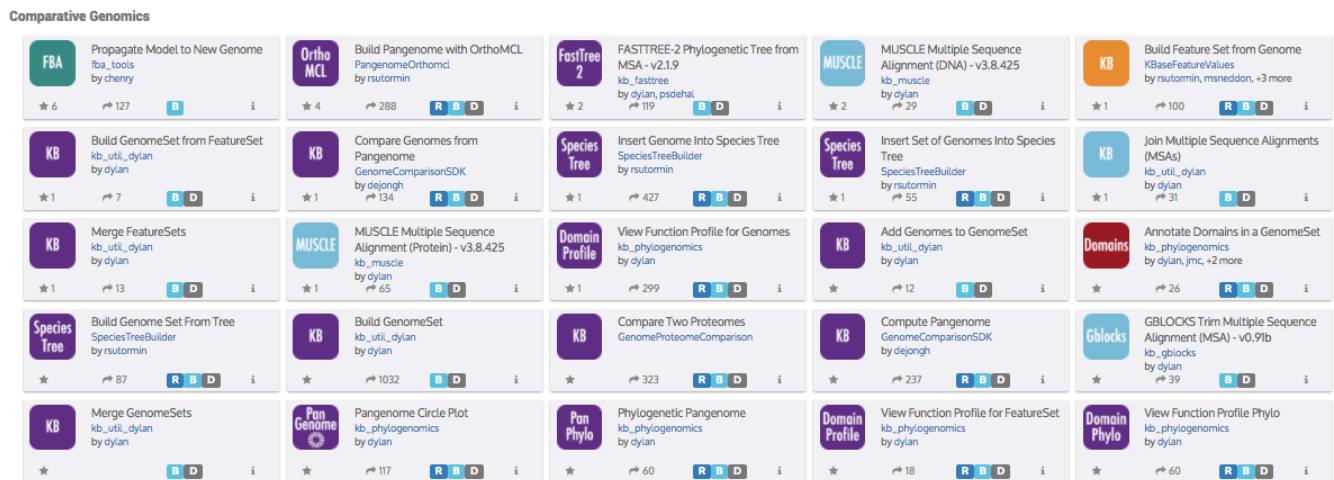 Comparative Genomics
FBA
Propagate Model to New Genome
fba_tools
by chenry
6 127 B i
Ortho
MCL
Build Pangenome with OrthoMCL
PangenomeOrthomcl
by rsutormin
4 288 R B D i
FastTree
2
FASTTREE-2 Phylogenetic Tree from
MSA - v2.1.9
kb_fasttree
by dylan, psdehal
2 119 B D i
MUSCLE
MUSCLE Multiple Sequence
Alignment (DNA) - v3.8.425
kb_muscle
by dylan
2 29 B D i
KB
Build Feature Set from Genome
KBaseFeatureValues
by rsutormin, msneddon, +3 more
1 100 R B D i
KB
Build GenomeSet from FeatureSet
kb_util_dylan
by dylan
1 7 B D i
KB
Compare Genomes from
Pangenome
GenomeComparisonSDK
by dejongh
1 134 R B D i
Species
Tree
Insert Genome Into Species Tree
SpeciesTreeBuilder
by rsutormin
1 427 R B D i
Species
Tree
Insert Set of Genomes Into Species
Tree
SpeciesTreeBuilder
by rsutormin
1 55 R B D i
KB
Join Multiple Sequence Alignments
(MSAs)
kb_util_dylan
by dylan
1 31 B D i
KB
Merge FeatureSets
kb_util_dylan
by dylan
1 13 B D i
MUSCLE
MUSCLE Multiple Sequence
Alignment (Protein) - v3.8.425
kb_muscle
by dylan
1 65 B D i
Domain
Profile
View Function Profile for Genomes
kb_phylogenomics
by dylan
1 299 R B D i
KB
Add Genomes to GenomeSet
kb_util_dylan
by dylan
12 B D i
Domains
Annotate Domains in a GenomeSet
kb_phylogenomics
by dylan, jmc, +2 more
26 R B D i
Species
Tree
Build Genome Set From Tree
SpeciesTreeBuilder
by rsutormin
87 R B D i
KB
Build GenomeSet
kb_util_dylan
by dylan
1032 B D i
KB
Compare Two Proteomes
GenomeProteomeComparison
323 R B D i
KB
Compute Pangenome
GenomeComparisonSDK
by dejongh
237 R B D i
Gblocks
GBLOCKS Trim Multiple Sequence
Alignment (MSA) - v0.91b
kb_gblocks
by dylan
39 B D i
KB
Merge GenomeSets
kb_util_dylan
by dylan
B D i
Pan
Genome
Pangenome Circle Plot
kb_phylogenomics
by dylan
117 R B D i
Pan
Phylo
Phylogenetic Pangenome
kb_phylogenomics
by dylan
60 R B D i
Domain
Profile
View Function Profile for FeatureSet
kb_phylogenomics
by dylan
18 R B D i
Domain
Phylo
View Function Profile Phylo
kb_phylogenomics
by dylan
60 R B D i